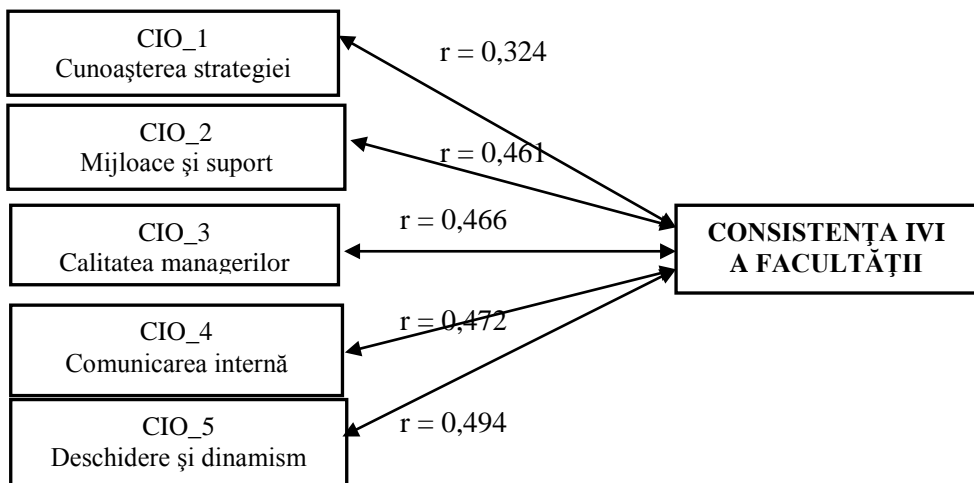 CIO_1
Cunoaşterea strategiei
r = 0,324
CIO_2
Mijloace şi suport
r = 0,461
CIO_3
Calitatea managerilor
r = 0,466
CONSISTENŢA IVI
A FACULTĂŢII
CIO_4
Comunicarea internă
r = 0,472
CIO_5
Deschidere şi dinamism
r = 0,494